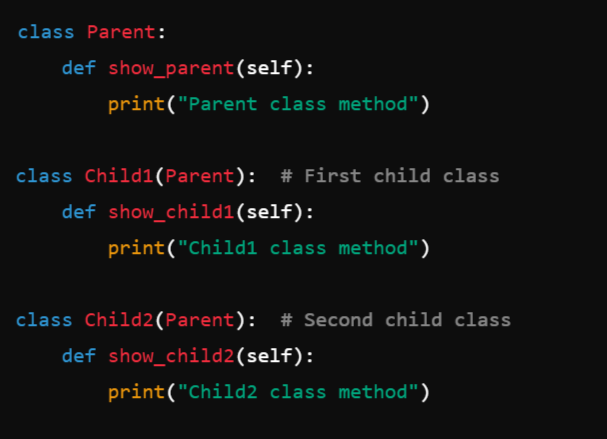 class Parent:
    def show_parent(self):
        print("Parent class method")
class Child1(Parent):  # First child class
    def show_child1(self):
        print("Child1 class method")
class Child2(Parent):  # Second child class
    def show_child2(self):
        print("Child2 class method")